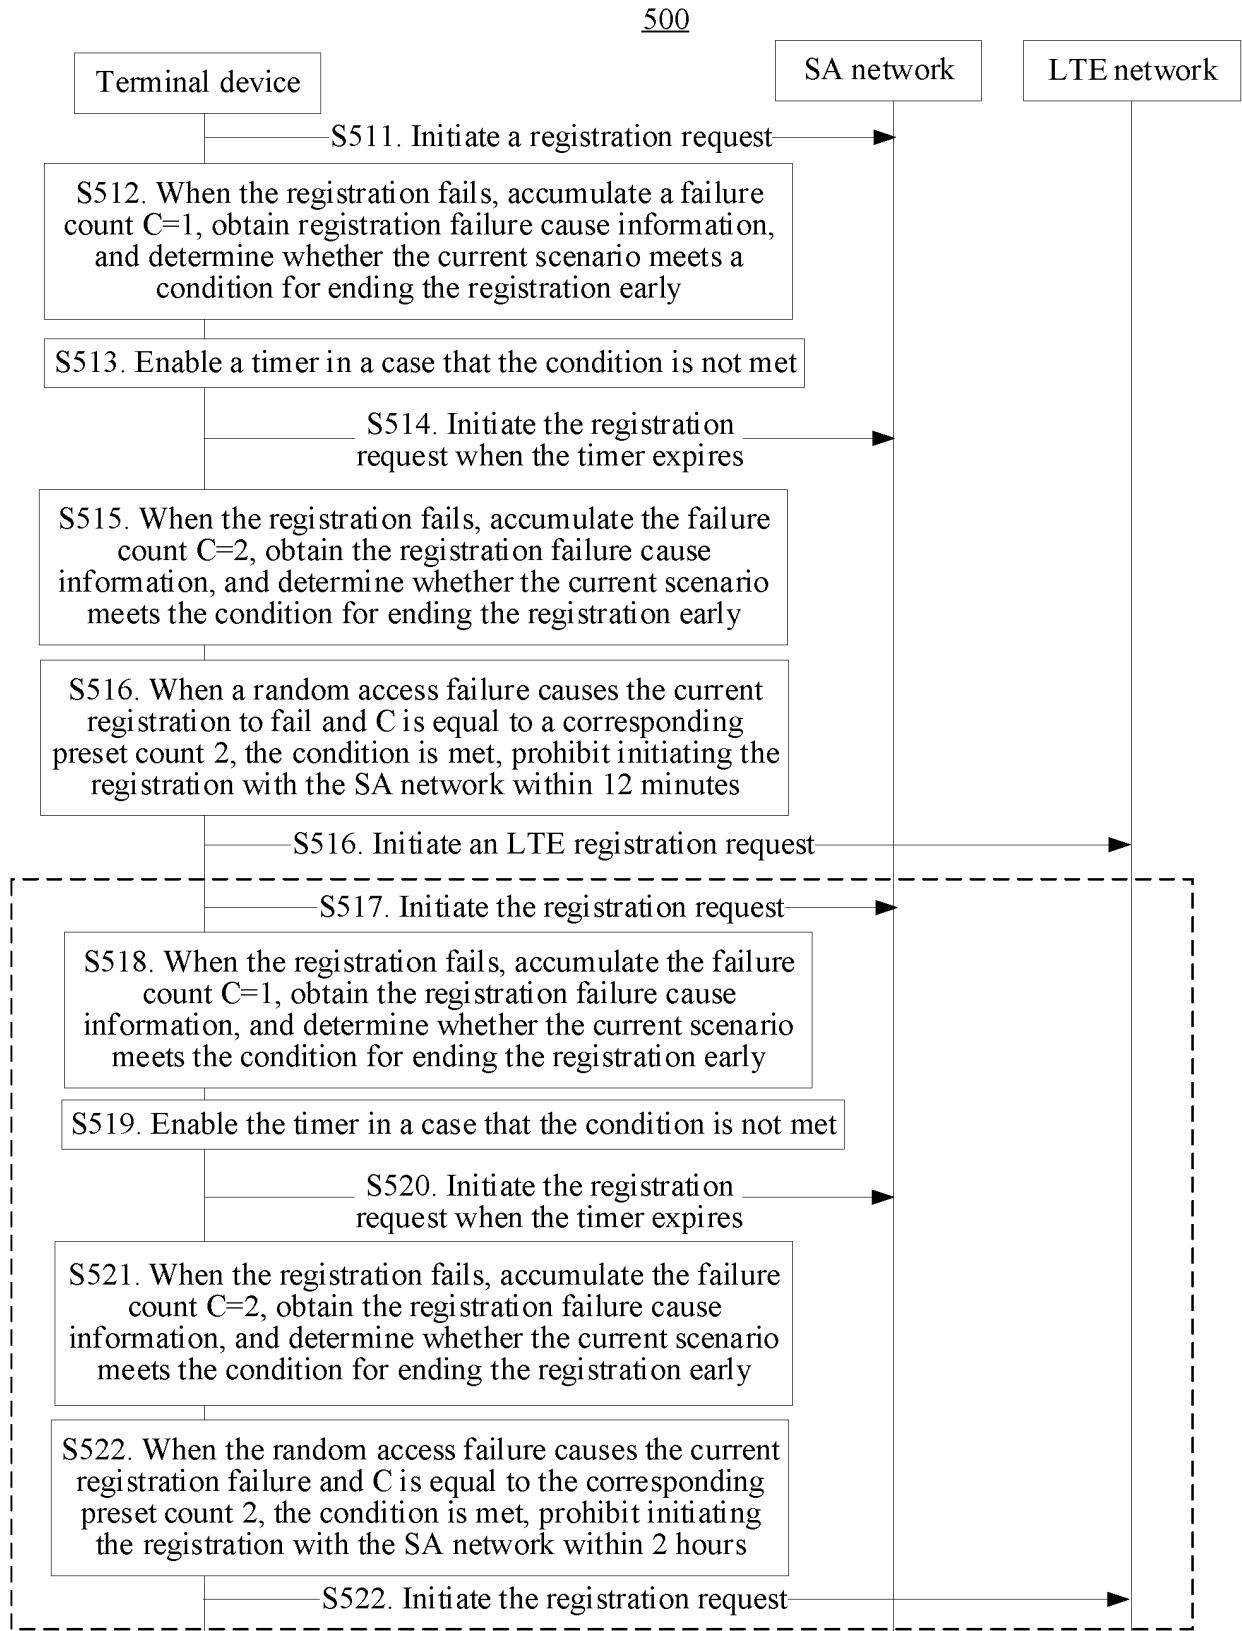 500
Terminal device
SA network
LTE network
S511. Initiate a registration request
S512. When the registration fails, accumulate a failure
count C=1, obtain registration failure cause information,
and determine whether the current scenario meets a
condition for ending the registration early
S513. Enable a timer in a case that the condition is not met
S514. Initiate the registration
request when the timer expires
S515. When the registration fails, accumulate the failure
count C=2, obtain the registration failure cause
information, and determine whether the current scenario
meets the condition for ending the registration early
S516. When a random access failure causes the current
registration to fail and C is equal to a corresponding
preset count 2, the condition is met, prohibit initiating the
registration with the SA network within 12 minutes
S516. Initiate an LTE registration request
S517. Initiate the registration request
S518. When the registration fails, accumulate the failure
count C=1, obtain the registration failure cause
information, and determine whether the current scenario
meets the condition for ending the registration early
S519. Enable the timer in a case that the condition is not met
S520. Initiate the registration
request when the timer expires
S521. When the registration fails, accumulate the failure
count C=2, obtain the registration failure cause
information, and determine whether the current scenario
meets the condition for ending the registration early
S522. When the random access failure causes the current
registration failure and C is equal to the corresponding
preset count 2, the condition is met, prohibit initiating
the registration with the SA network within 2 hours
S522. Initiate the registration request